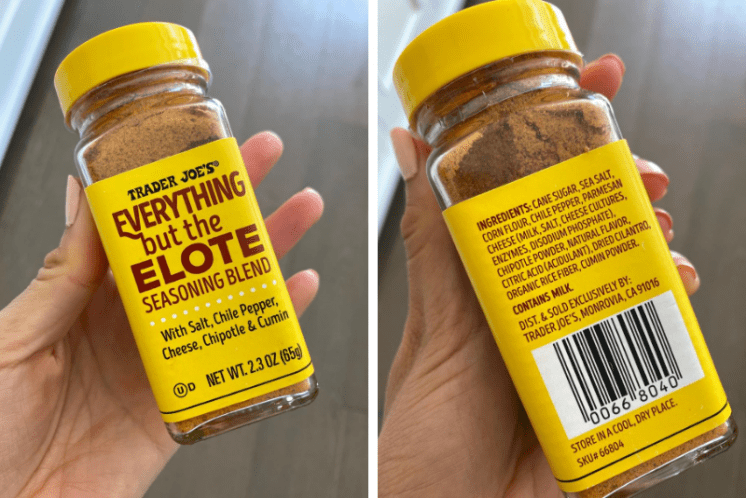 TRADER JOE'S®
EVERYTHING
but the
ELOTE
SEASONING BLEND
With Salt, Chile Pepper,
Cheese, Chipotle & Cumin
U D NET WT. 2.3 OZ (65g)
INGREDIENTS: CANE SUGAR, SEA SALT,
CORN FLOUR, CHILE PEPPER, PARMESAN
CHEESE (MILK, SALT, CHEESE CULTURES,
ENZYMES, DISODIUM PHOSPHATE),
CHIPOTLE POWDER, NATURAL FLAVOR,
CITRIC ACID (ACIDULANT), DRIED CILANTRO,
ORGANIC RICE FIBER, CUMIN POWDER.
CONTAINS MILK.
DIST. & SOLD EXCLUSIVELY BY:
TRADER JOE'S, MONROVIA, CA 91016
0066 8040
STORE IN A COOL, DRY PLACE.
SKU# 66804